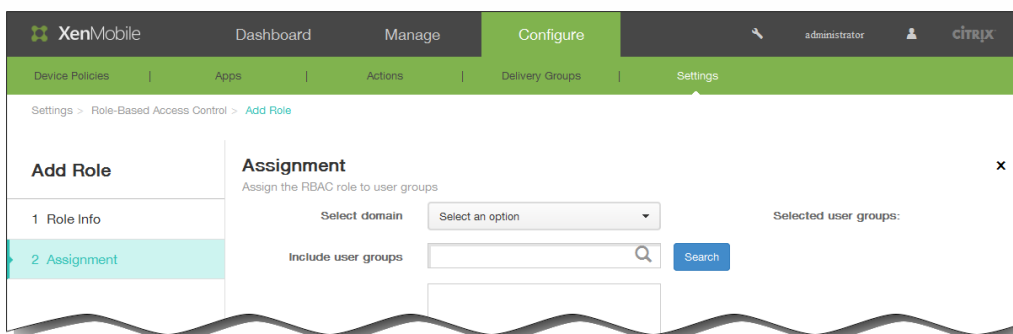 XenMobile Dashboard Manage Configure administrator CİTRIX
Device Policies | Apps | Actions | Delivery Groups | Settings
Settings > Role-Based Access Control > Add Role
Add Role
1 Role Info
2 Assignment
Assignment
Assign the RBAC role to user groups
Select domain Select an option Selected user groups:
Include user groups Search